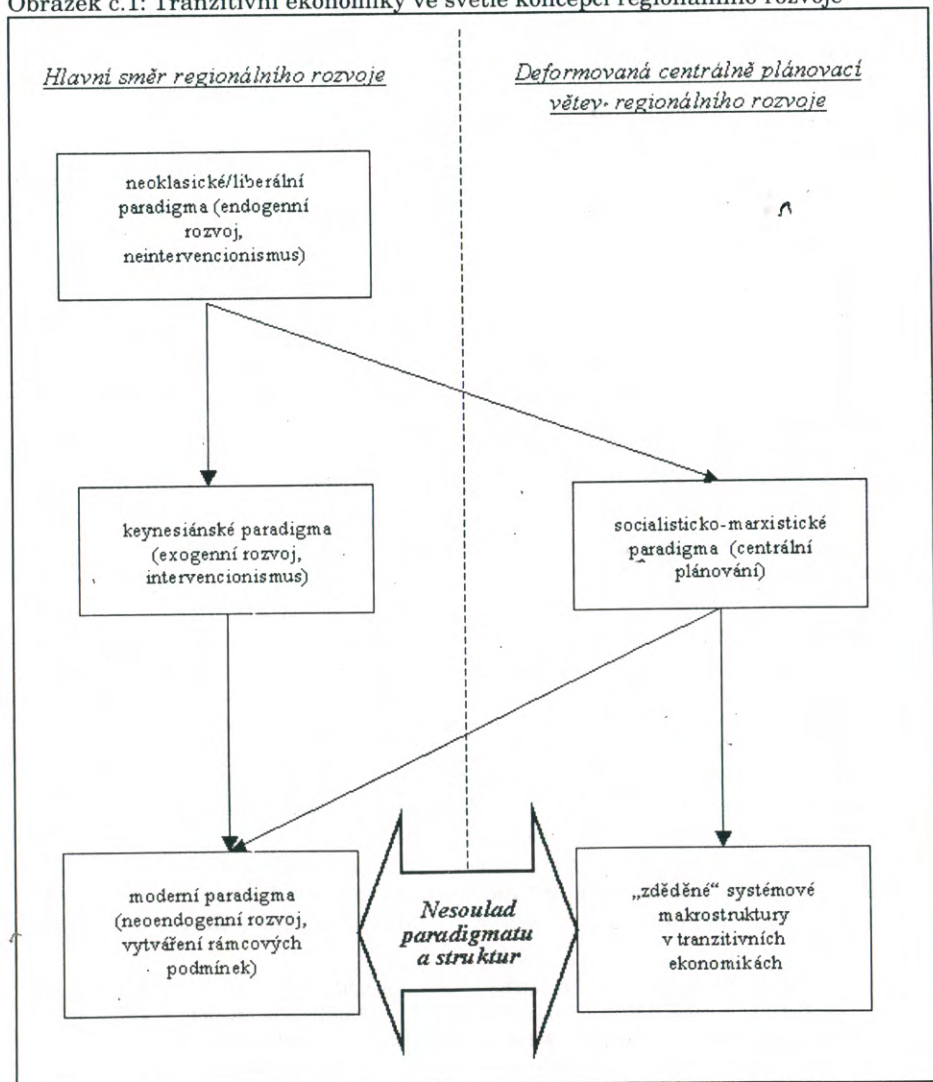 Obrázek č.1: Tranzitivní ekonomiky ve světle koncepcí regionálního rozvoje
Hlavní směr regionálního rozvoje
Deformovaná centrálně plánovací
větev regionálního rozvoje
neoklasické/liberální
paradigma (endogenní
rozvoj,
neintervencionismus)
keynesiánské paradigma
(exogenní rozvoj,
intervencionismus)
socialisticko-marxistické
paradigma (centrální
plánování)
moderní paradigma
(neoendogenní rozvoj,
vytváření rámcových
podmínek)
Nesoulad
paradigmatu
a struktur
„zděděné“ systémové
makrostruktury
v tranzitivních
ekonomikách